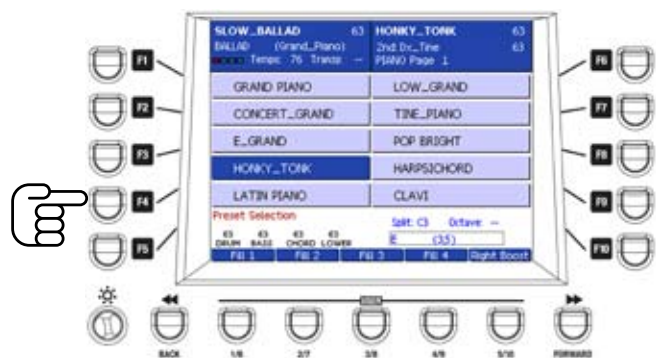 SLOW_BALLAD 63 HONKY_TONK 63
BALLAD (Grand_Piano) 2nd: Dx_Tine 63
Tempo: 76 Transp: -- PIANO Page 1
F1
F6
GRAND PIANO LOW_GRAND
F2
F7
CONCERT_GRAND TINE_PIANO
F3
F8
E_GRAND POP BRIGHT
HONKY_TONK HARPSICHORD
F4
F9
LATIN PIANO CLAVI
Preset Selection
Split: C3 Octave: --
F5
F10
63 63 63 63
DRUM BASS CHORD LOWER
E (3,5)
Fill 1 Fill 2 Fill 3 Fill 4 Right Boost
BACK 1/6 2/7 3/8 4/9 5/10 FORWARD